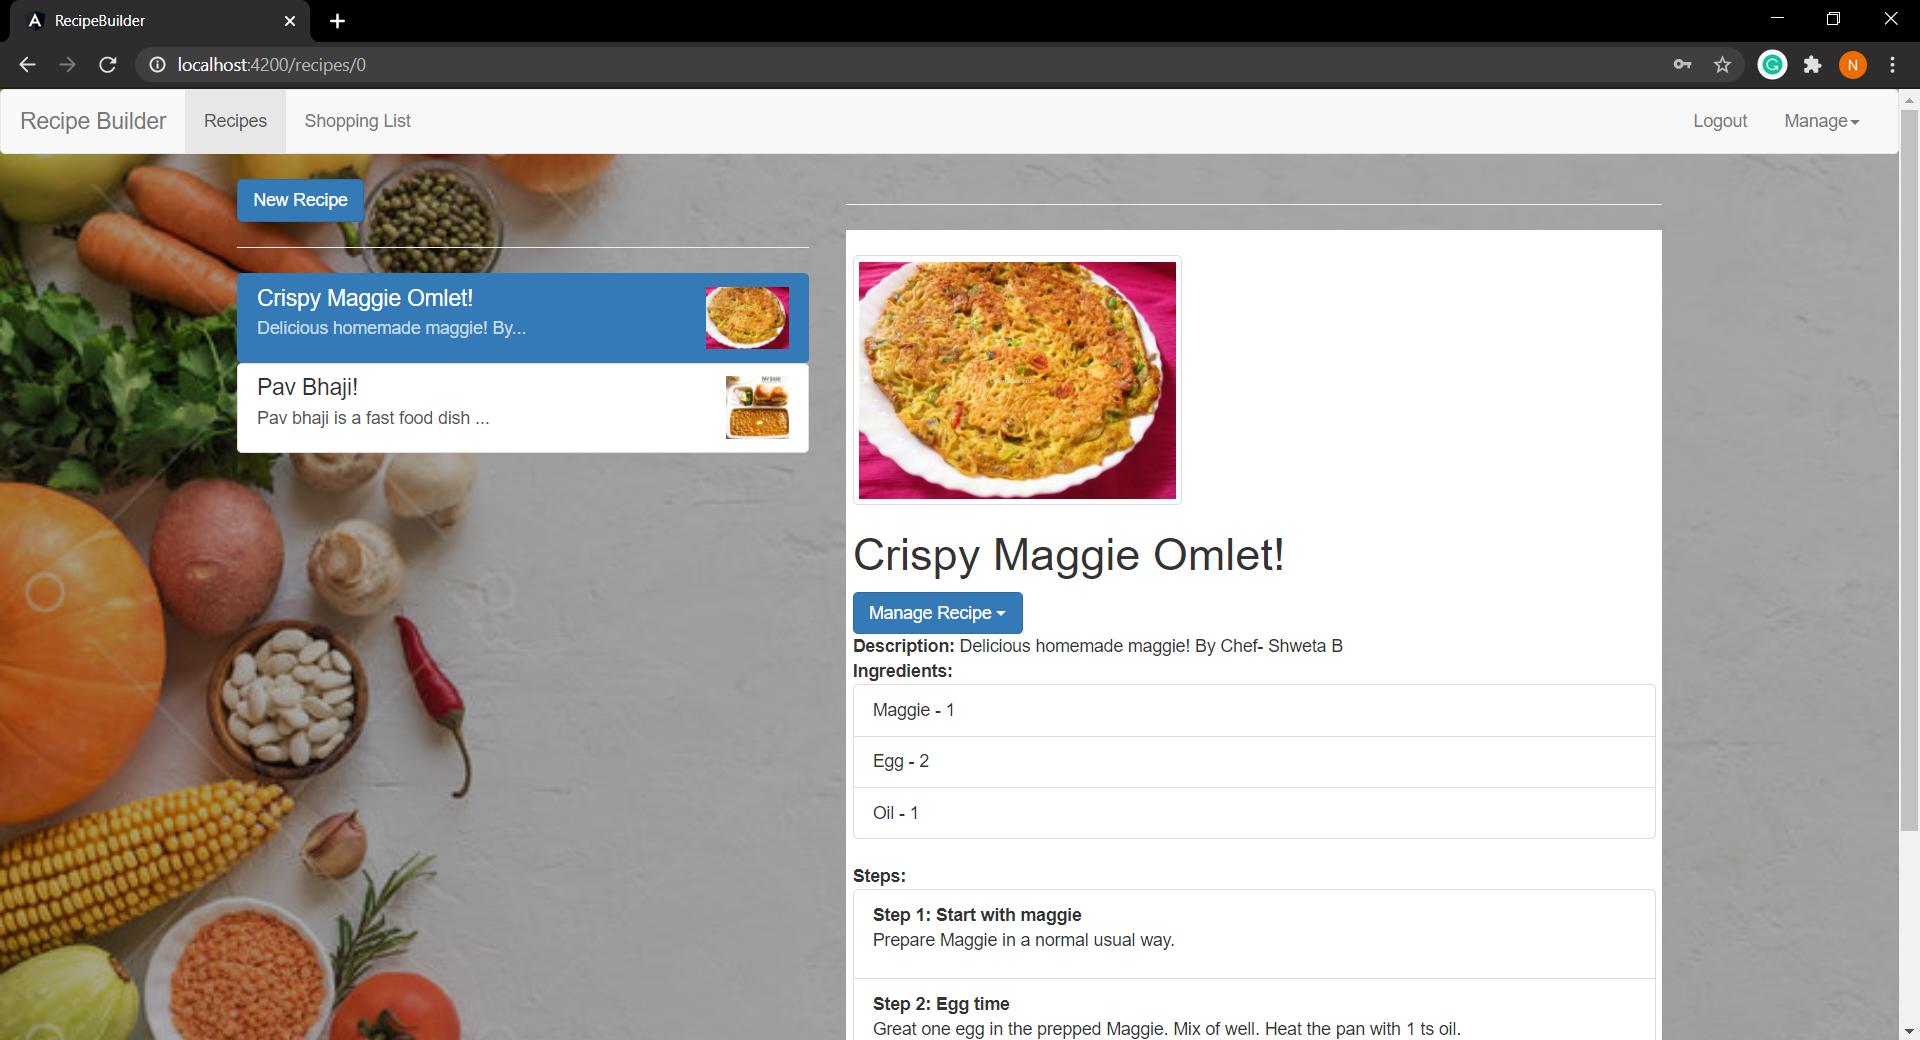 RecipeBuilder
localhost:4200/recipes/0
N
Recipe Builder
Recipes
Shopping List
Logout
Manage
New Recipe
Crispy Maggie Omlet!
Delicious homemade maggie! By...
Pav Bhaji!
Pav bhaji is a fast food dish ...
Crispy Maggie Omlet!
Manage Recipe
Description: Delicious homemade maggie! By Chef- Shweta B
Ingredients:
Maggie - 1
Egg - 2
Oil - 1
Steps:
Step 1: Start with maggie
Prepare Maggie in a normal usual way.
Step 2: Egg time
Great one egg in the prepped Maggie. Mix of well. Heat the pan with 1 ts oil.